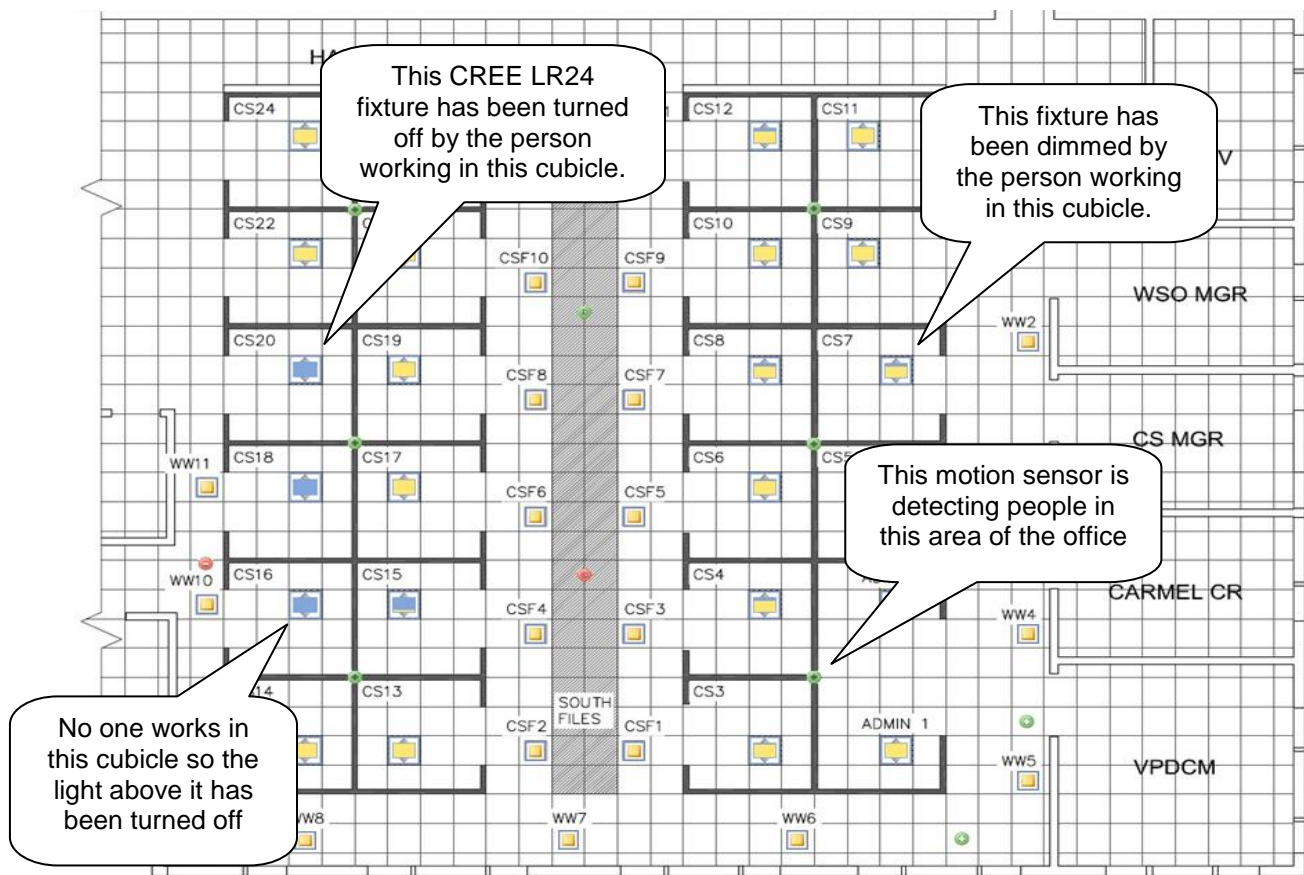 This CREE LR24
fixture has been turned
off by the person
working in this cubicle.
This fixture has
been dimmed by
the person working
in this cubicle.
CS24
CS12
CS11
CS22
CS10
CS9
CSF10
CSF9
WSO MGR
WW2
CS20
CS19
CS8
CS7
CSF8
CSF7
CS MGR
WW11
CS18
CS17
CS6
This motion sensor is
detecting people in
this area of the office
CSF6
CSF5
WW10
CS16
CS15
CS4
CARMEL CR
CSF4
CSF3
WW4
CS13
CS3
SOUTH
FILES
No one works in
this cubicle so the
light above it has
been turned off
CSF2
CSF1
ADMIN 1
WW5
VPDCM
WW7
WW6